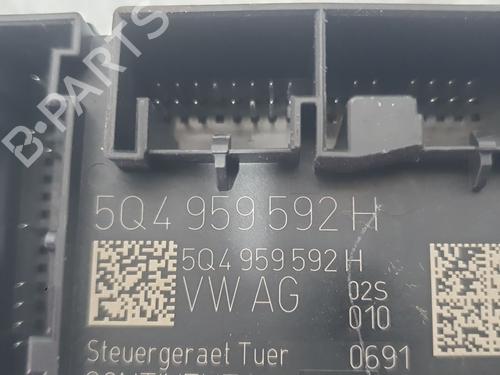 B-PARTS
5Q4 959 592 H
5Q4 959 592 H
VW AG 02S
010
Steuergeraet Tuer 0691